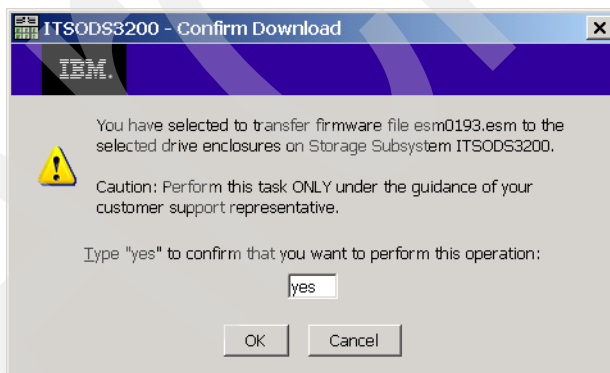 ITSODS3200 - Confirm Download
IBM.
You have selected to transfer firmware file esm0193.esm to the
selected drive enclosures on Storage Subsystem ITSODS3200.
Caution: Perform this task ONLY under the guidance of your
customer support representative.
Type "yes" to confirm that you want to perform this operation:
yes
OK Cancel